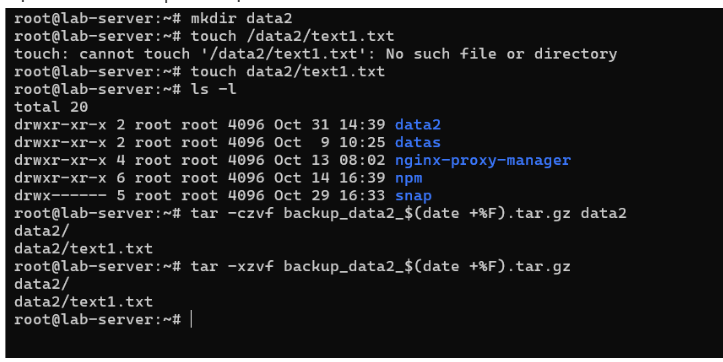 root@lab-server:~# mkdir data2
root@lab-server:~# touch /data2/text1.txt
touch: cannot touch '/data2/text1.txt': No such file or directory
root@lab-server:~# touch data2/text1.txt
root@lab-server:~# ls -l
total 20
drwxr-xr-x 2 root root 4096 Oct 31 14:39 data2
drwxr-xr-x 2 root root 4096 Oct  9 10:25 datas
drwxr-xr-x 4 root root 4096 Oct 13 08:02 nginx-proxy-manager
drwxr-xr-x 6 root root 4096 Oct 14 16:39 npm
drwx------ 5 root root 4096 Oct 29 16:33 snap
root@lab-server:~# tar -czvf backup_data2_$(date +%F).tar.gz data2
data2/
data2/text1.txt
root@lab-server:~# tar -xzvf backup_data2_$(date +%F).tar.gz
data2/
data2/text1.txt
root@lab-server:~#